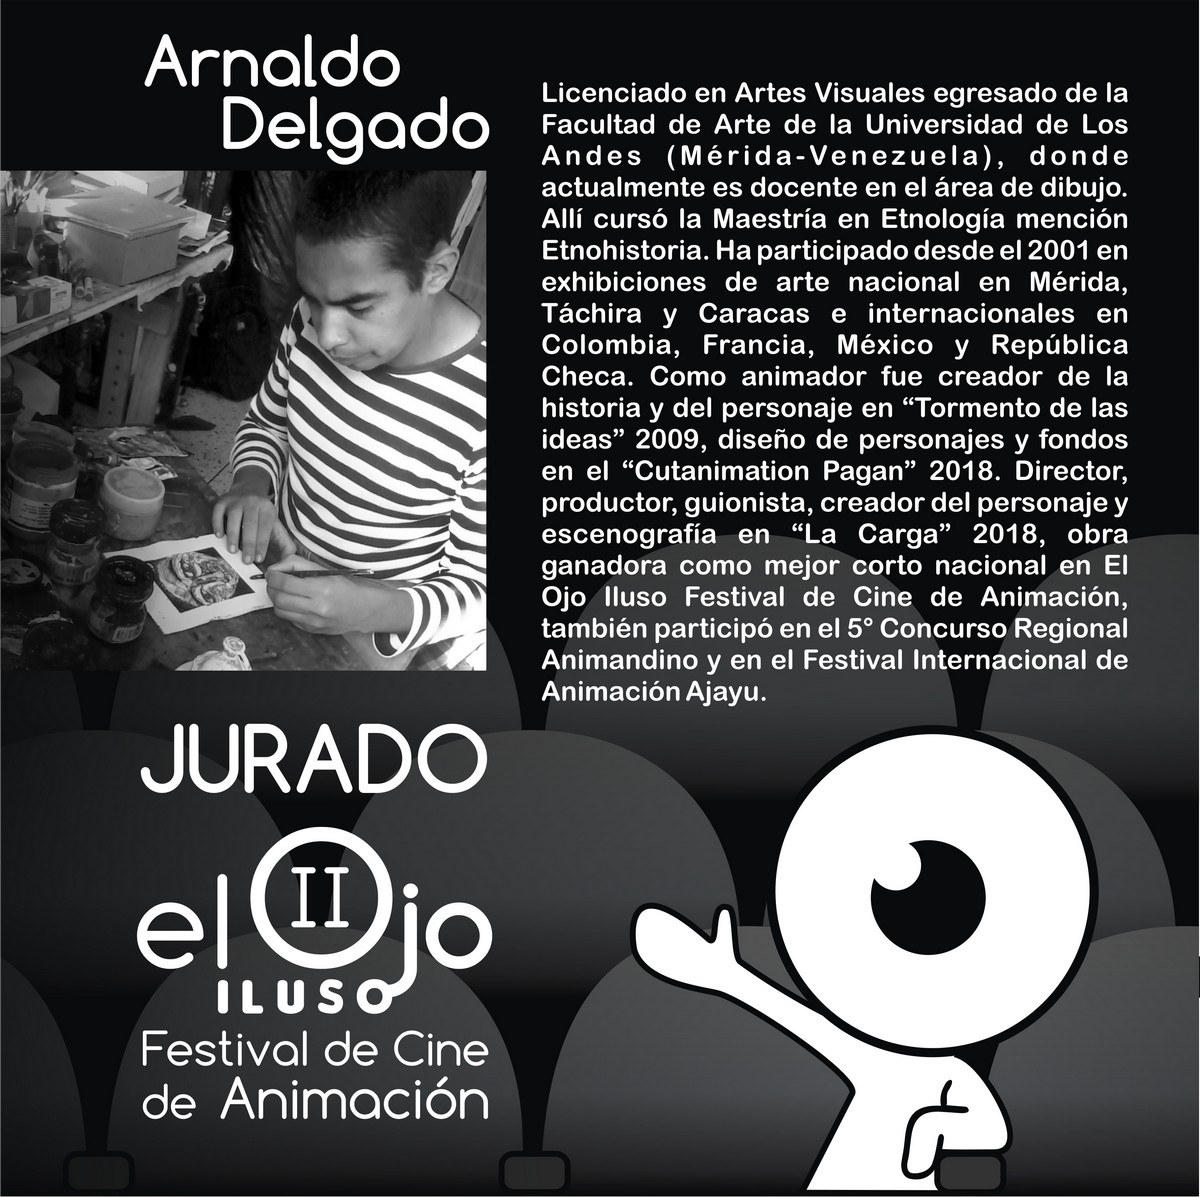 Arnaldo
Delgado
Licenciado en Artes Visuales egresado de la
Facultad de Arte de la Universidad de Los
Andes (Mérida-Venezuela), donde
actualmente es docente en el área de dibujo.
Allí cursó la Maestría en Etnología mención
Etnohistoria. Ha participado desde el 2001 en
exhibiciones de arte nacional en Mérida,
Táchira y Caracas e internacionales en
Colombia, Francia, México y República
Checa. Como animador fue creador de la
historia y del personaje en “Tormento de las
ideas” 2009, diseño de personajes y fondos
en el “Cutanimation Pagan” 2018. Director,
productor, guionista, creador del personaje y
escenografía en “La Carga” 2018, obra
ganadora como mejor corto nacional en El
Ojo Iluso Festival de Cine de Animación,
también participó en el 5° Concurso Regional
Animandino y en el Festival Internacional de
Animación Ajayu.
JURADO
II
el Ojo
ILUSO
Festival de Cine
de Animación